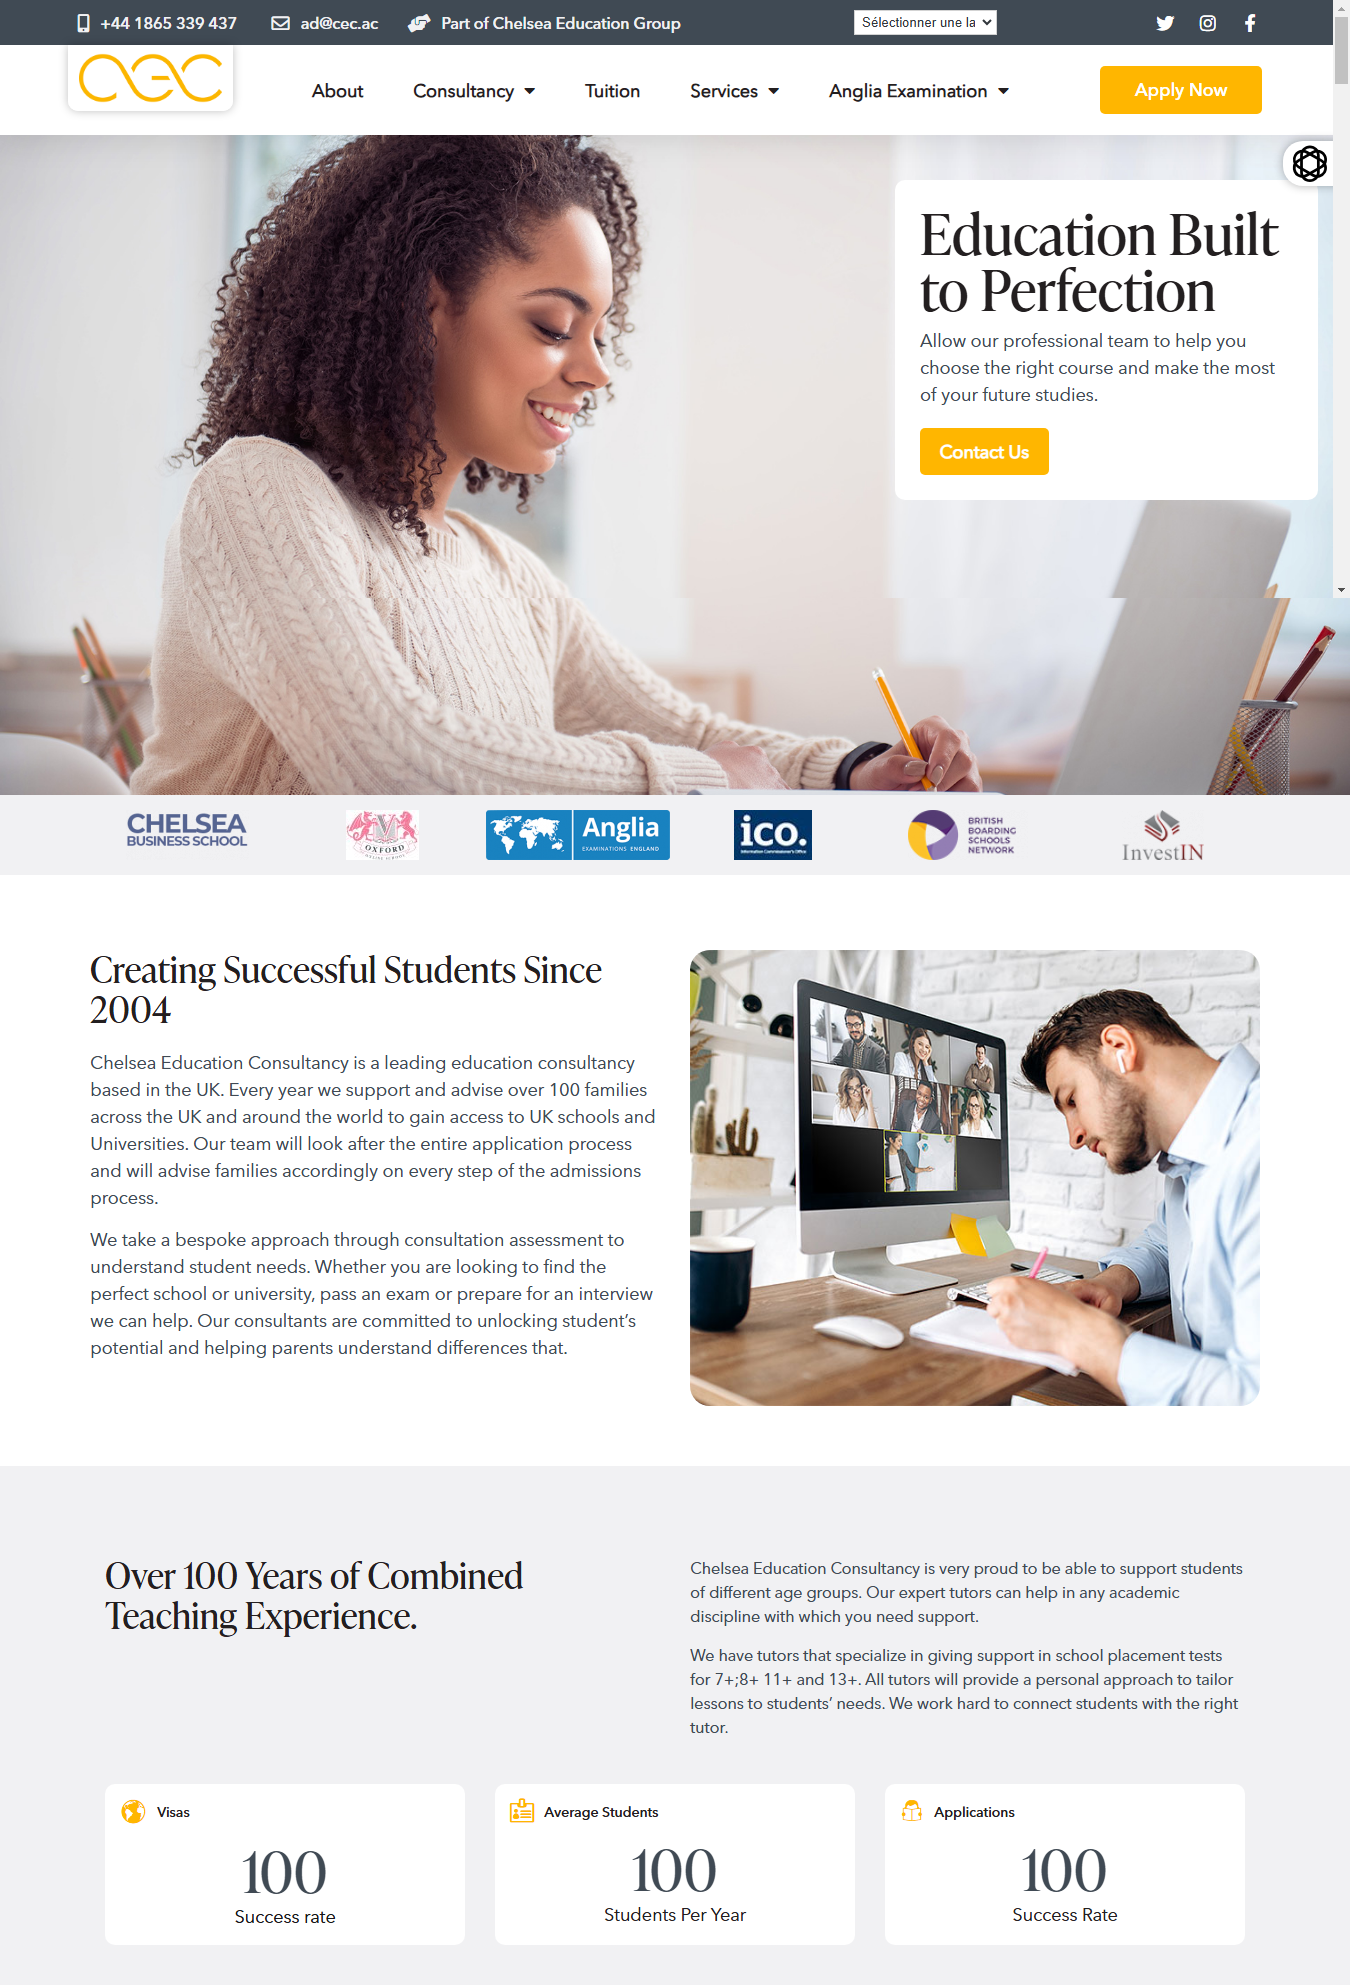 +44 1865 339 437
ad@cec.ac
Part of Chelsea Education Group
Sélectionner une la
CEC
About
Consultancy
Tuition
Services
Anglia Examination
Apply Now
Education Built
to Perfection
Allow our professional team to help you
choose the right course and make the most
of your future studies.
Contact Us
CHELSEA
BUSINESS SCHOOL
OXFORD
ONLINE SCHOOL
Anglia
EXAMINATIONS ENGLAND
ico.
Information Commissioner's Office
BRITISH
BOARDING
SCHOOLS
NETWORK
InvestIN
Creating Successful Students Since
2004
Chelsea Education Consultancy is a leading education consultancy
based in the UK. Every year we support and advise over 100 families
across the UK and around the world to gain access to UK schools and
Universities. Our team will look after the entire application process
and will advise families accordingly on every step of the admissions
process.
We take a bespoke approach through consultation assessment to
understand student needs. Whether you are looking to find the
perfect school or university, pass an exam or prepare for an interview
we can help. Our consultants are committed to unlocking student’s
potential and helping parents understand differences that.
Over 100 Years of Combined
Teaching Experience.
Chelsea Education Consultancy is very proud to be able to support students
of different age groups. Our expert tutors can help in any academic
discipline with which you need support.
We have tutors that specialize in giving support in school placement tests
for 7+;8+ 11+ and 13+. All tutors will provide a personal approach to tailor
lessons to students’ needs. We work hard to connect students with the right
tutor.
Visas
100
Success rate
Average Students
100
Students Per Year
Applications
100
Success Rate